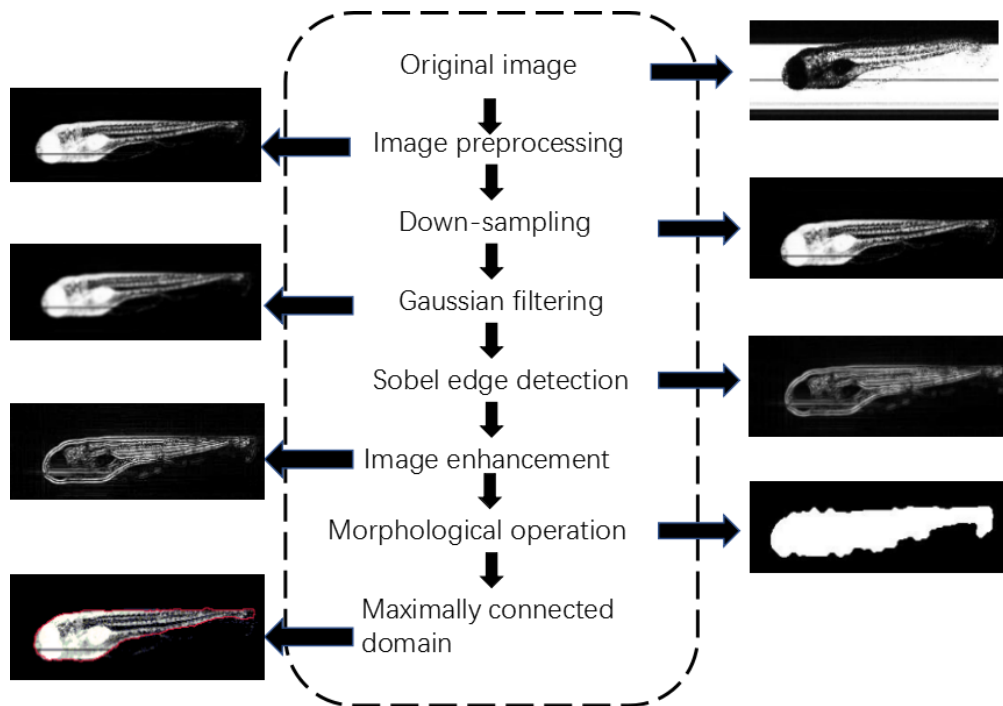 Original image
Image preprocessing
Down-sampling
Gaussian filtering
Sobel edge detection
Image enhancement
Morphological operation
Maximally connected
domain